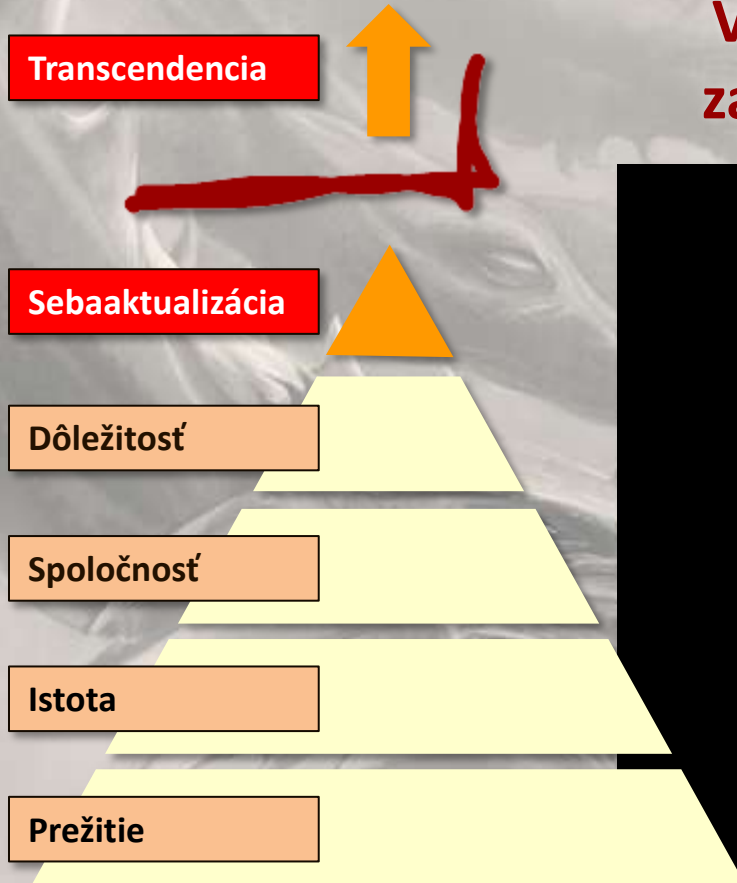 Transcendencia
Sebaaktualizácia
Dôležitosť
Spoločnosť
Istota
Prežitie